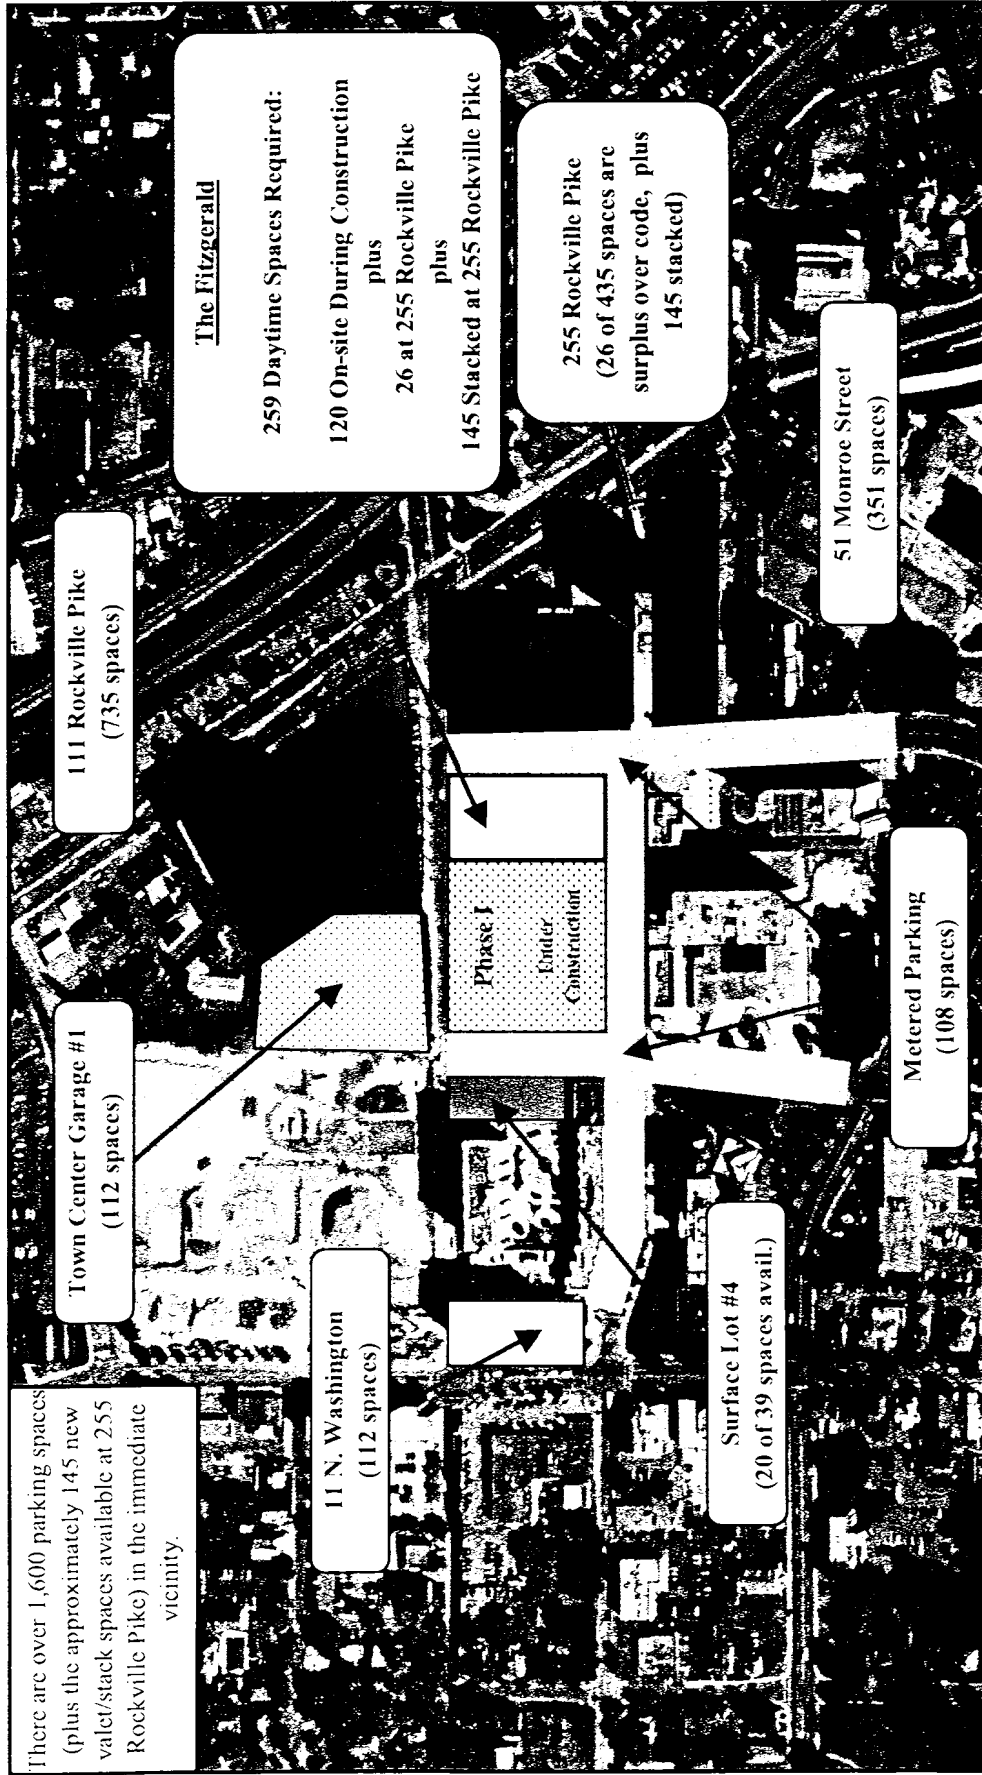 There are over 1,600 parking spaces
(plus the approximately 145 new
valet/stack spaces available at 255
Rockville Pike) in the immediate
vicinity.
Town Center Garage #1
(112 spaces)
111 Rockville Pike
(735 spaces)
The Fitzgerald
259 Daytime Spaces Required:
120 On-site During Construction
plus
26 at 255 Rockville Pike
plus
145 Stacked at 255 Rockville Pike
11 N. Washington
(112 spaces)
Phase I
Under
Construction
255 Rockville Pike
(26 of 435 spaces are
surplus over code, plus
145 stacked)
Surface Lot #4
(20 of 39 spaces avail.)
Metered Parking
(108 spaces)
51 Monroe Street
(351 spaces)